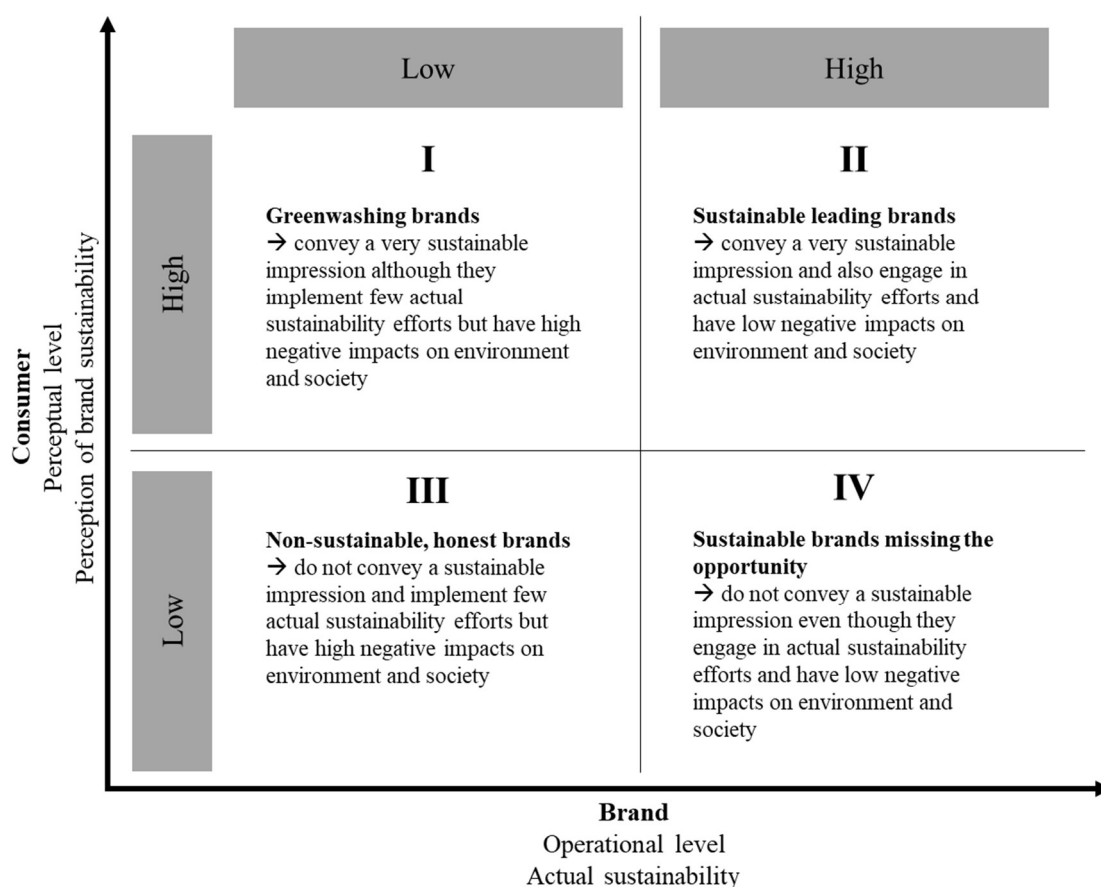 Low
High
Consumer
Perceptual level
Perception of brand sustainability
High
I
Greenwashing brands
→ convey a very sustainable
impression although they
implement few actual
sustainability efforts but have high
negative impacts on environment
and society
II
Sustainable leading brands
→ convey a very sustainable
impression and also engage in
actual sustainability efforts and
have low negative impacts on
environment and society
Low
III
Non-sustainable, honest brands
→ do not convey a sustainable
impression and implement few
actual sustainability efforts but
have high negative impacts on
environment and society
IV
Sustainable brands missing the
opportunity
→ do not convey a sustainable
impression even though they
engage in actual sustainability
efforts and have low negative
impacts on environment and
society
Brand
Operational level
Actual sustainability